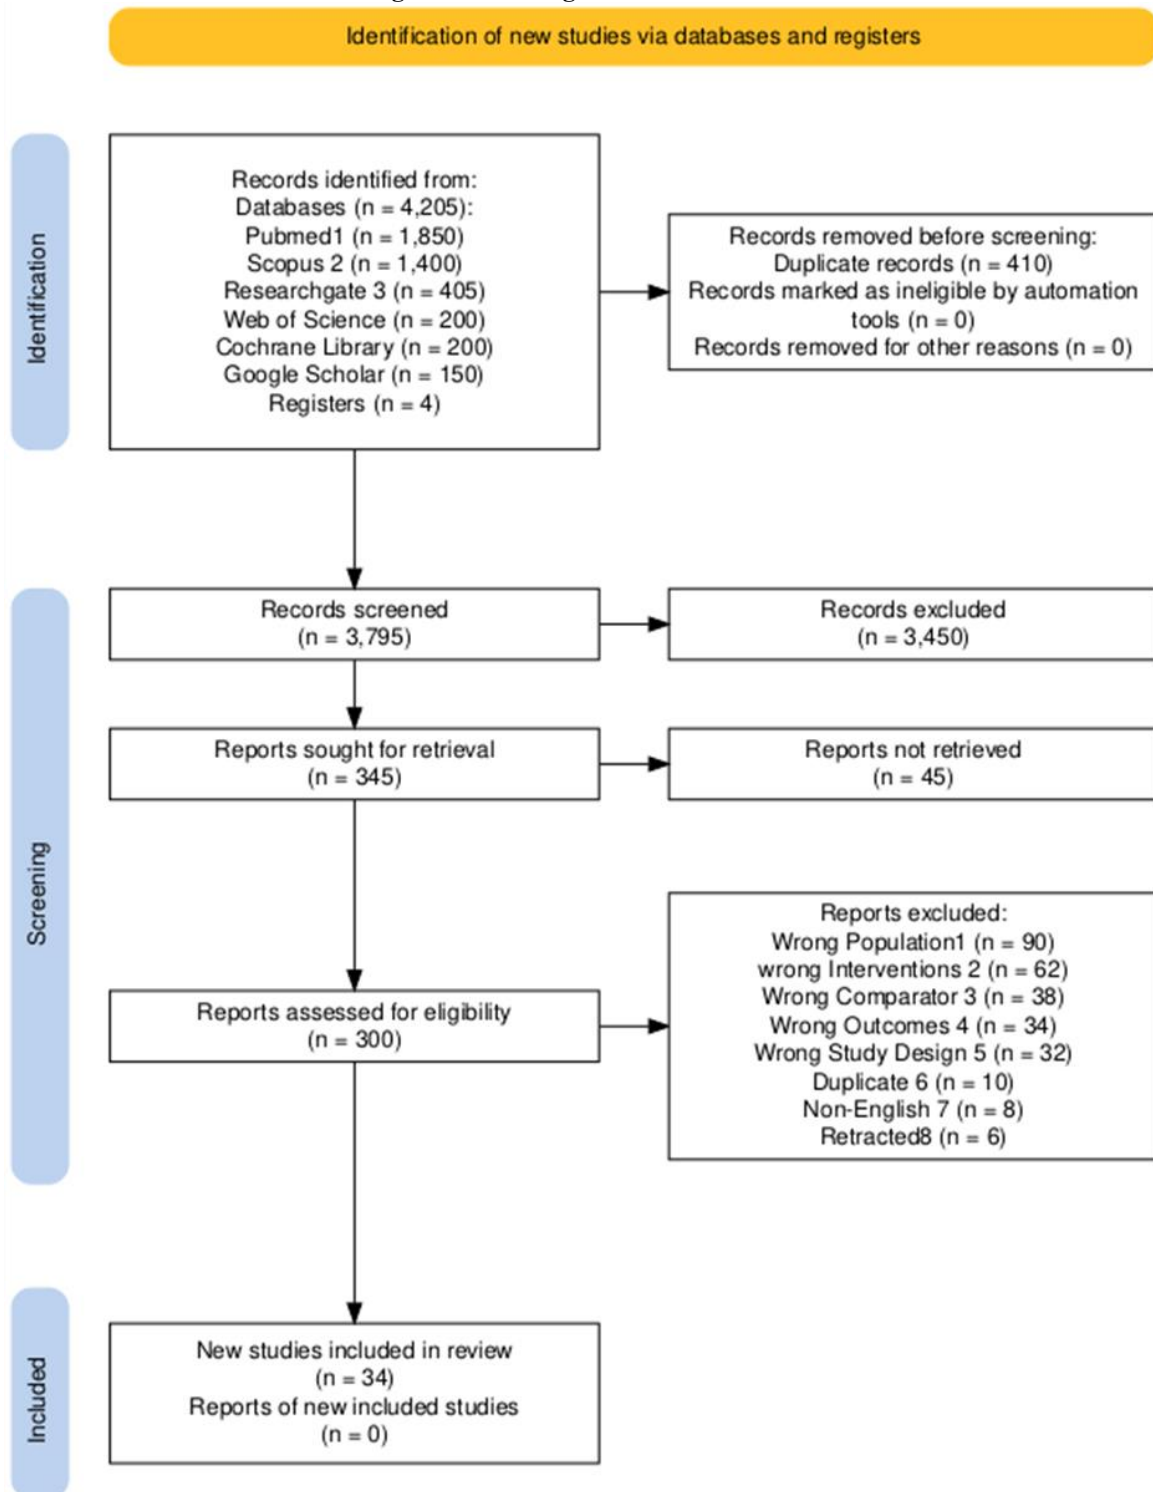 Identification of new studies via databases and registers
Identification
Records identified from:
Databases (n = 4,205):
Pubmed1 (n = 1,850)
Scopus 2 (n = 1,400)
Researchgate 3 (n = 405)
Web of Science (n = 200)
Cochrane Library (n = 200)
Google Scholar (n = 150)
Registers (n = 4)
Records removed before screening:
Duplicate records (n = 410)
Records marked as ineligible by automation
tools (n = 0)
Records removed for other reasons (n = 0)
Screening
Records screened
(n = 3,795)
Records excluded
(n = 3,450)
Reports sought for retrieval
(n = 345)
Reports not retrieved
(n = 45)
Reports assessed for eligibility
(n = 300)
Reports excluded:
Wrong Population1 (n = 90)
wrong Interventions 2 (n = 62)
Wrong Comparator 3 (n = 38)
Wrong Outcomes 4 (n = 34)
Wrong Study Design 5 (n = 32)
Duplicate 6 (n = 10)
Non-English 7 (n = 8)
Retracted8 (n = 6)
Included
New studies included in review
(n = 34)
Reports of new included studies
(n = 0)